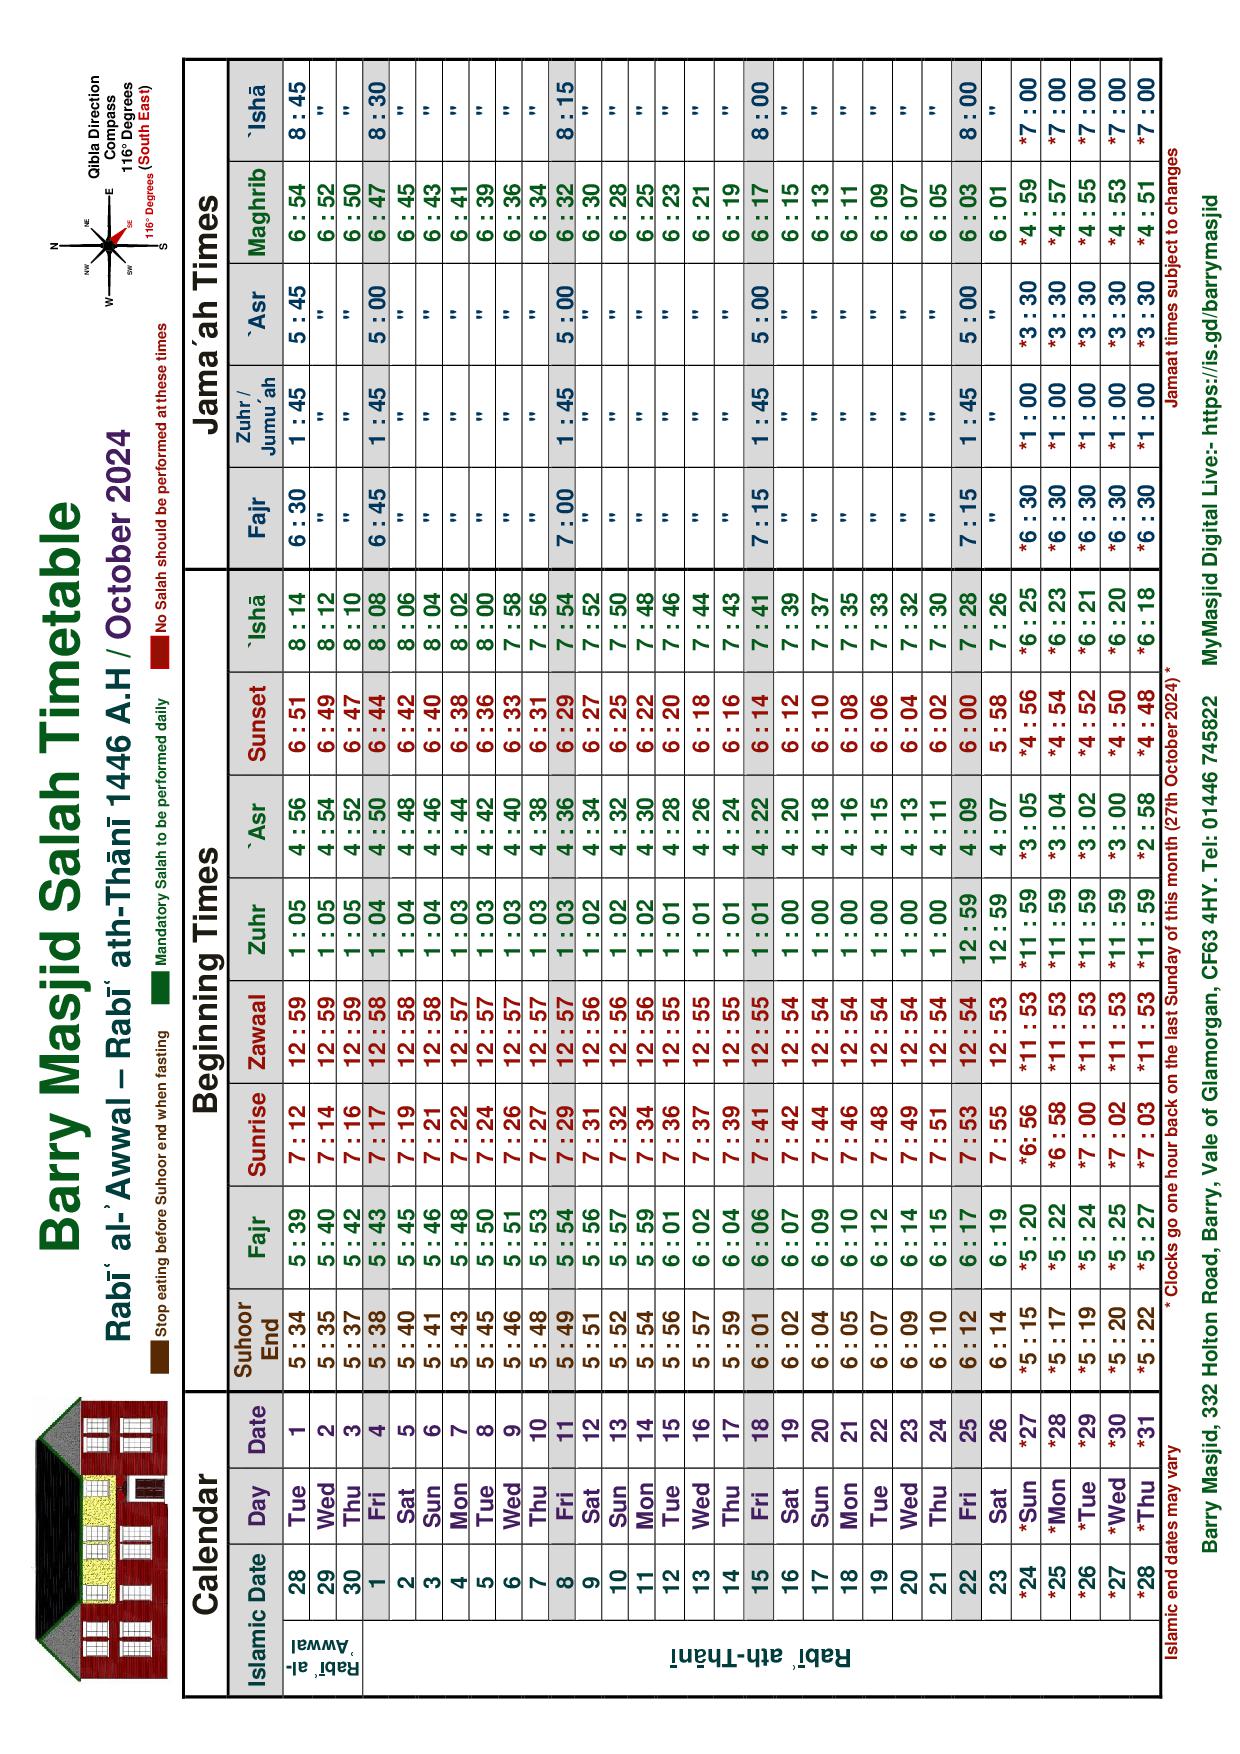 Barry Masjid Salah Timetable
Rabīʿ al-ʾAwwal – Rabīʿ ath-Thānī 1446 A.H / October 2024
Stop eating before Suhoor end when fasting Mandatory Salah to be performed daily No Salah should be performed at these times
N
NW NE
W E
SW SE
S
116° Degrees
Qibla Direction
Compass
116° Degrees
(South East)
Calendar Beginning Times Jama´ah Times
Islamic Date Day Date Suhoor End Fajr Sunrise Zawaal Zuhr `Asr Sunset `Ishā Fajr Zuhr / Jumu´ah `Asr Maghrib `Ishā
Rabīʿ al-ʾAwwal
28 Tue 1 5 : 34 5 : 39 7 : 12 12 : 59 1 : 05 4 : 56 6 : 51 8 : 14 6 : 30 1 : 45 5 : 45 6 : 54 8 : 45
29 Wed 2 5 : 35 5 : 40 7 : 14 12 : 59 1 : 05 4 : 54 6 : 49 8 : 12 " " " 6 : 52 "
30 Thu 3 5 : 37 5 : 42 7 : 16 12 : 59 1 : 05 4 : 52 6 : 47 8 : 10 " " " 6 : 50 "
Rabīʿ ath-Thānī
1 Fri 4 5 : 38 5 : 43 7 : 17 12 : 58 1 : 04 4 : 50 6 : 44 8 : 08 6 : 45 1 : 45 5 : 00 6 : 47 8 : 30
2 Sat 5 5 : 40 5 : 45 7 : 19 12 : 58 1 : 04 4 : 48 6 : 42 8 : 06 " " " 6 : 45 "
3 Sun 6 5 : 41 5 : 46 7 : 21 12 : 58 1 : 04 4 : 46 6 : 40 8 : 04 " " " 6 : 43 "
4 Mon 7 5 : 43 5 : 48 7 : 22 12 : 57 1 : 03 4 : 44 6 : 38 8 : 02 " " " 6 : 41 "
5 Tue 8 5 : 45 5 : 50 7 : 24 12 : 57 1 : 03 4 : 42 6 : 36 8 : 00 " " " 6 : 39 "
6 Wed 9 5 : 46 5 : 51 7 : 26 12 : 57 1 : 03 4 : 40 6 : 33 7 : 58 " " " 6 : 36 "
7 Thu 10 5 : 48 5 : 53 7 : 27 12 : 57 1 : 03 4 : 38 6 : 31 7 : 56 " " " 6 : 34 "
8 Fri 11 5 : 49 5 : 54 7 : 29 12 : 57 1 : 03 4 : 36 6 : 29 7 : 54 7 : 00 1 : 45 5 : 00 6 : 32 8 : 15
9 Sat 12 5 : 51 5 : 56 7 : 31 12 : 56 1 : 02 4 : 34 6 : 27 7 : 52 " " " 6 : 30 "
10 Sun 13 5 : 52 5 : 57 7 : 32 12 : 56 1 : 02 4 : 32 6 : 25 7 : 50 " " " 6 : 28 "
11 Mon 14 5 : 54 5 : 59 7 : 34 12 : 56 1 : 02 4 : 30 6 : 22 7 : 48 " " " 6 : 25 "
12 Tue 15 5 : 56 6 : 01 7 : 36 12 : 55 1 : 01 4 : 28 6 : 20 7 : 46 " " " 6 : 23 "
13 Wed 16 5 : 57 6 : 02 7 : 37 12 : 55 1 : 01 4 : 26 6 : 18 7 : 44 " " " 6 : 21 "
14 Thu 17 5 : 59 6 : 04 7 : 39 12 : 55 1 : 01 4 : 24 6 : 16 7 : 43 " " " 6 : 19 "
15 Fri 18 6 : 01 6 : 06 7 : 41 12 : 55 1 : 01 4 : 22 6 : 14 7 : 41 7 : 15 1 : 45 5 : 00 6 : 17 8 : 00
16 Sat 19 6 : 02 6 : 07 7 : 42 12 : 54 1 : 00 4 : 20 6 : 12 7 : 39 " " " 6 : 15 "
17 Sun 20 6 : 04 6 : 09 7 : 44 12 : 54 1 : 00 4 : 18 6 : 10 7 : 37 " " " 6 : 13 "
18 Mon 21 6 : 05 6 : 10 7 : 46 12 : 54 1 : 00 4 : 16 6 : 08 7 : 35 " " " 6 : 11 "
19 Tue 22 6 : 07 6 : 12 7 : 48 12 : 54 1 : 00 4 : 15 6 : 06 7 : 33 " " " 6 : 09 "
20 Wed 23 6 : 09 6 : 14 7 : 49 12 : 54 1 : 00 4 : 13 6 : 04 7 : 32 " " " 6 : 07 "
21 Thu 24 6 : 10 6 : 15 7 : 51 12 : 54 1 : 00 4 : 11 6 : 02 7 : 30 " " " 6 : 05 "
22 Fri 25 6 : 12 6 : 17 7 : 53 12 : 54 12 : 59 4 : 09 6 : 00 7 : 28 7 : 15 1 : 45 5 : 00 6 : 03 8 : 00
23 Sat 26 6 : 14 6 : 19 7 : 55 12 : 53 12 : 59 4 : 07 5 : 58 7 : 26 " " " 6 : 01 "
*24 *Sun *27 *5 : 15 *5 : 20 *6: 56 *11 : 53 *11 : 59 *3 : 05 *4 : 56 *6 : 25 *6 : 30 *1 : 00 *3 : 30 *4 : 59 *7 : 00
*25 *Mon *28 *5 : 17 *5 : 22 *6 : 58 *11 : 53 *11 : 59 *3 : 04 *4 : 54 *6 : 23 *6 : 30 *1 : 00 *3 : 30 *4 : 57 *7 : 00
*26 *Tue *29 *5 : 19 *5 : 24 *7 : 00 *11 : 53 *11 : 59 *3 : 02 *4 : 52 *6 : 21 *6 : 30 *1 : 00 *3 : 30 *4 : 55 *7 : 00
*27 *Wed *30 *5 : 20 *5 : 25 *7 : 02 *11 : 53 *11 : 59 *3 : 00 *4 : 50 *6 : 20 *6 : 30 *1 : 00 *3 : 30 *4 : 53 *7 : 00
*28 *Thu *31 *5 : 22 *5 : 27 *7 : 03 *11 : 53 *11 : 59 *2 : 58 *4 : 48 *6 : 18 *6 : 30 *1 : 00 *3 : 30 *4 : 51 *7 : 00
Islamic end dates may vary * Clocks go one hour back on the last Sunday of this month (27th October 2024) * Jamaat times subject to changes
Barry Masjid, 332 Holton Road, Barry, Vale of Glamorgan, CF63 4HY. Tel: 01446 745822 MyMasjid Digital Live:- https://is.gd/barrymasjid